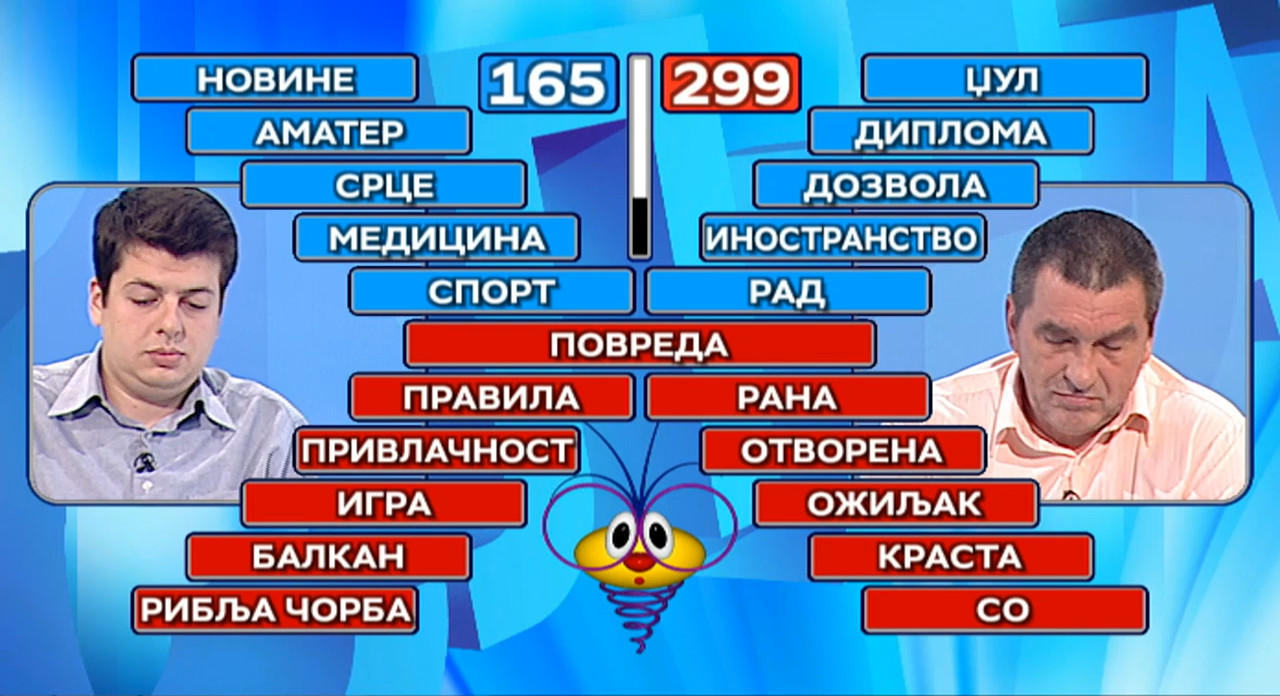 НОВИНЕ 165 299 ЏУЛ
АМАТЕР ДИПЛОМА
СРЦЕ ДОЗВОЛА
МЕДИЦИНА ИНОСТРАНСТВО
СПОРТ РАД
ПОВРЕДА
ПРАВИЛА РАНА
ПРИВЛАЧНОСТ ОТВОРЕНА
ИГРА ОЖИЉАК
БАЛКАН КРАСТА
РИБЉА ЧОРБА СО